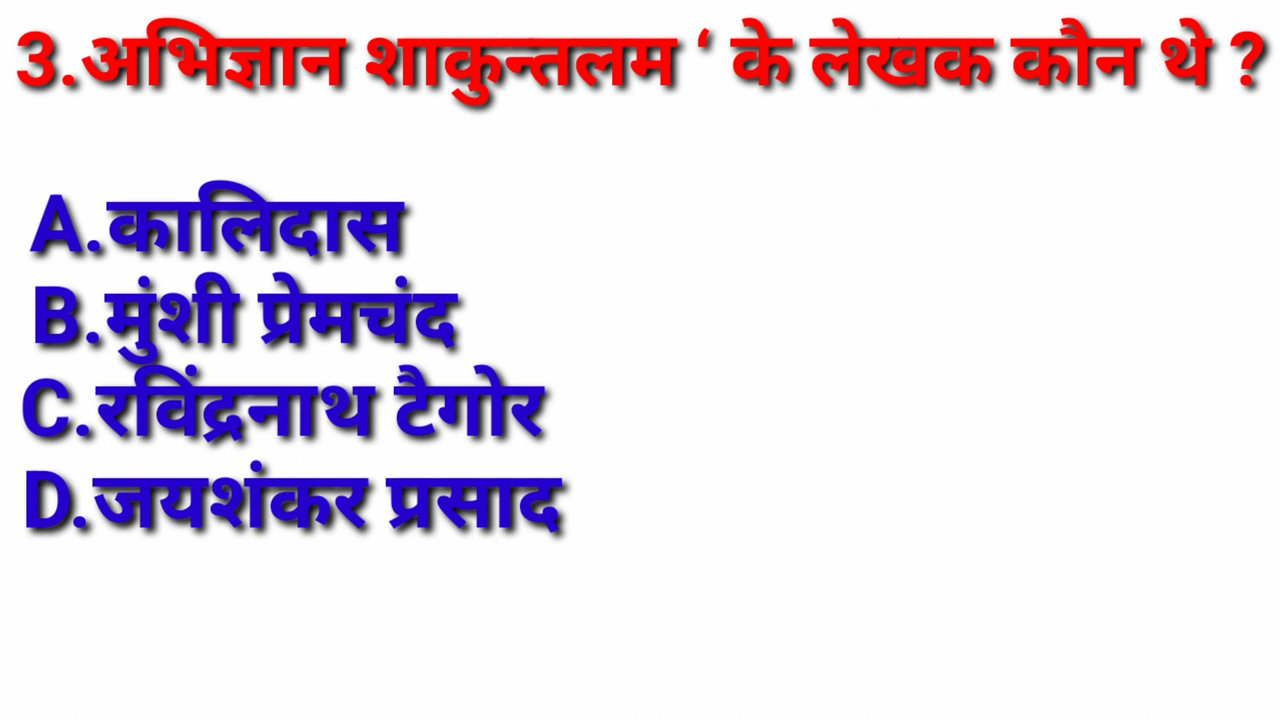 3.अभिज्ञान शाकुन्तलम ‘ के लेखक कौन थे ?
A.कालिदास
B.मुंशी प्रेमचंद
C.रविंद्रनाथ टैगोर
D.जयशंकर प्रसाद